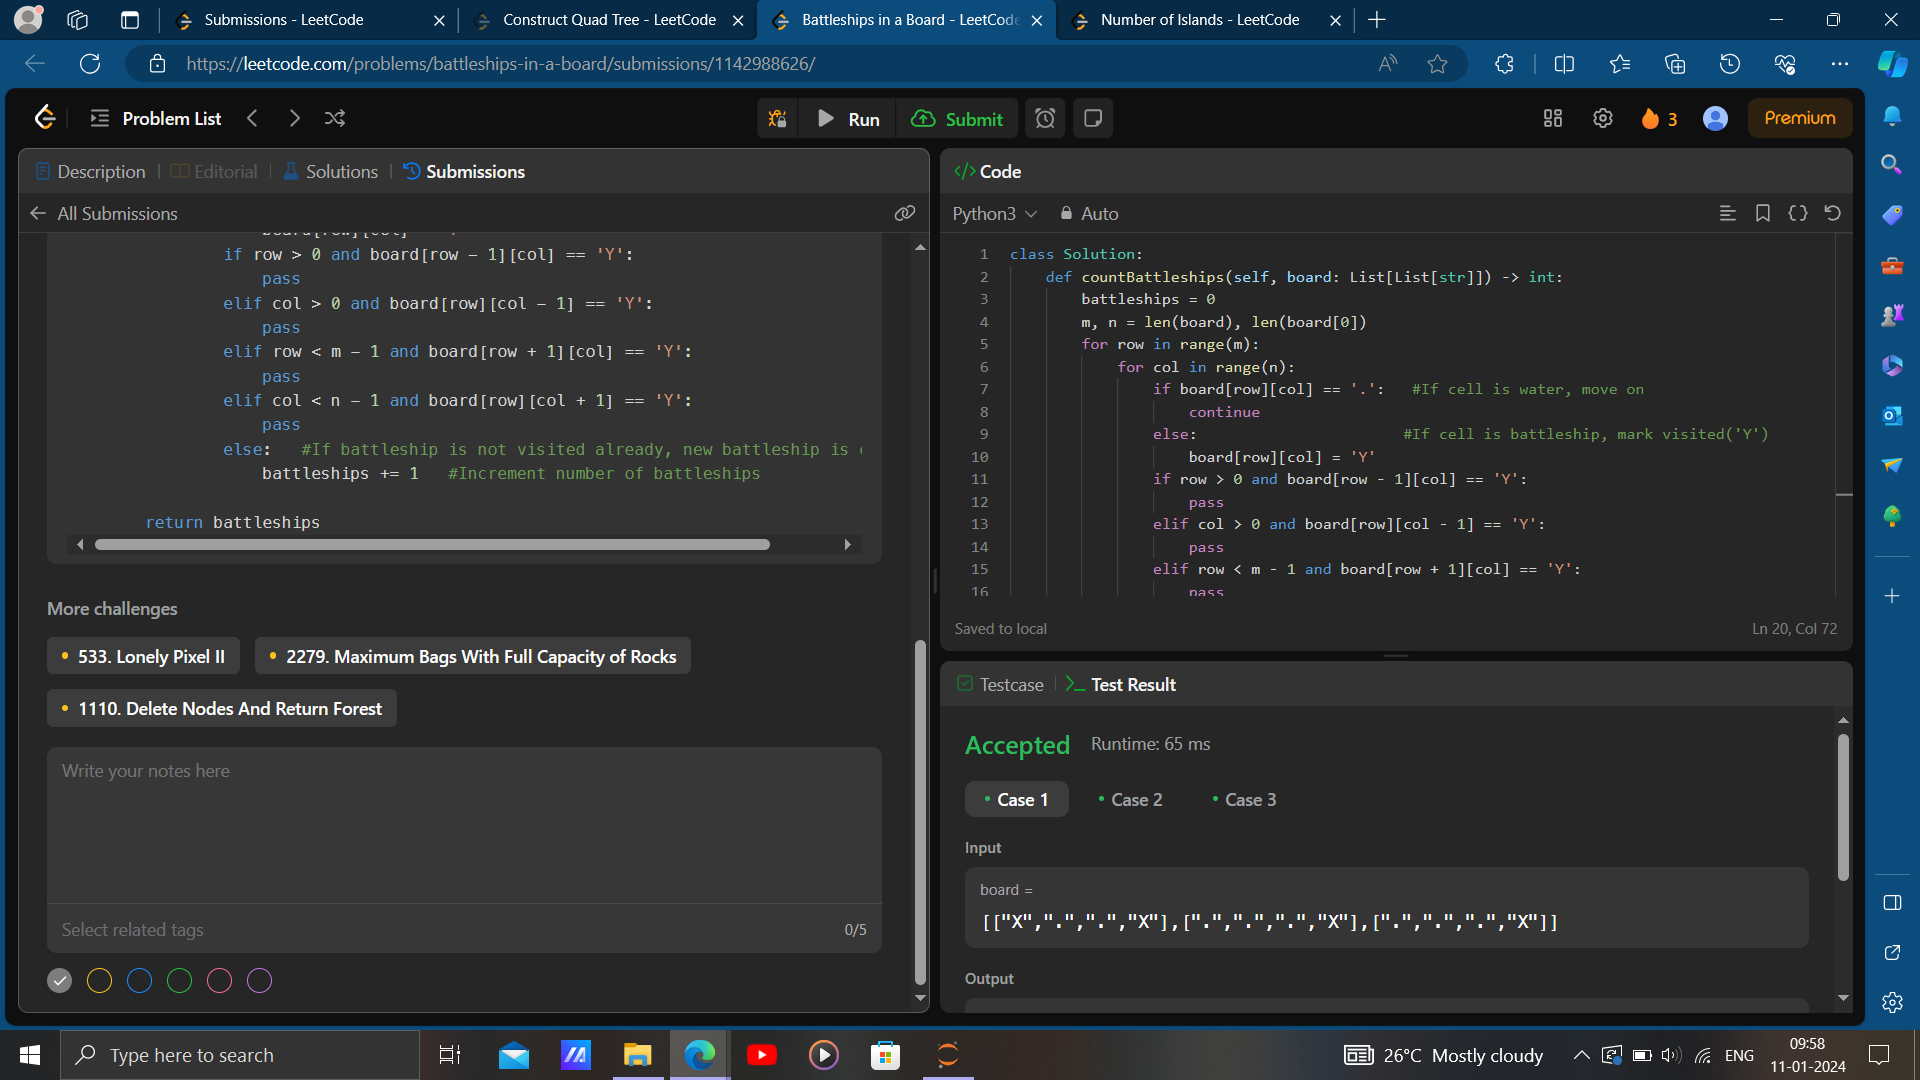 Submissions - LeetCode
Construct Quad Tree - LeetCode
Battleships in a Board - LeetCode
Number of Islands - LeetCode
https://leetcode.com/problems/battleships-in-a-board/submissions/1142988626/
Problem List
Run
Submit
3
Premium
Description
Editorial
Solutions
Submissions
All Submissions
if row > 0 and board[row - 1][col] == 'Y':
pass
elif col > 0 and board[row][col - 1] == 'Y':
pass
elif row < m - 1 and board[row + 1][col] == 'Y':
pass
elif col < n - 1 and board[row][col + 1] == 'Y':
pass
else: #If battleship is not visited already, new battleship is
battleships += 1 #Increment number of battleships
return battleships
More challenges
533. Lonely Pixel II
2279. Maximum Bags With Full Capacity of Rocks
1110. Delete Nodes And Return Forest
Write your notes here
Select related tags
0/5
</> Code
Python3
Auto
1 class Solution:
2 def countBattleships(self, board: List[List[str]]) -> int:
3 battleships = 0
4 m, n = len(board), len(board[0])
5 for row in range(m):
6 for col in range(n):
7 if board[row][col] == '.': #If cell is water, move on
8 continue
9 else: #If cell is battleship, mark visited('Y')
10 board[row][col] = 'Y'
11 if row > 0 and board[row - 1][col] == 'Y':
12 pass
13 elif col > 0 and board[row][col - 1] == 'Y':
14 pass
15 elif row < m - 1 and board[row + 1][col] == 'Y':
16 pass
Saved to local
Ln 20, Col 72
Testcase
Test Result
Accepted
Runtime: 65 ms
Case 1
Case 2
Case 3
Input
board =
[["X",".",".","X"],[".",".",".","X"],[".",".",".","X"]]
Output
Type here to search
26°C Mostly cloudy
ENG
09:58
11-01-2024